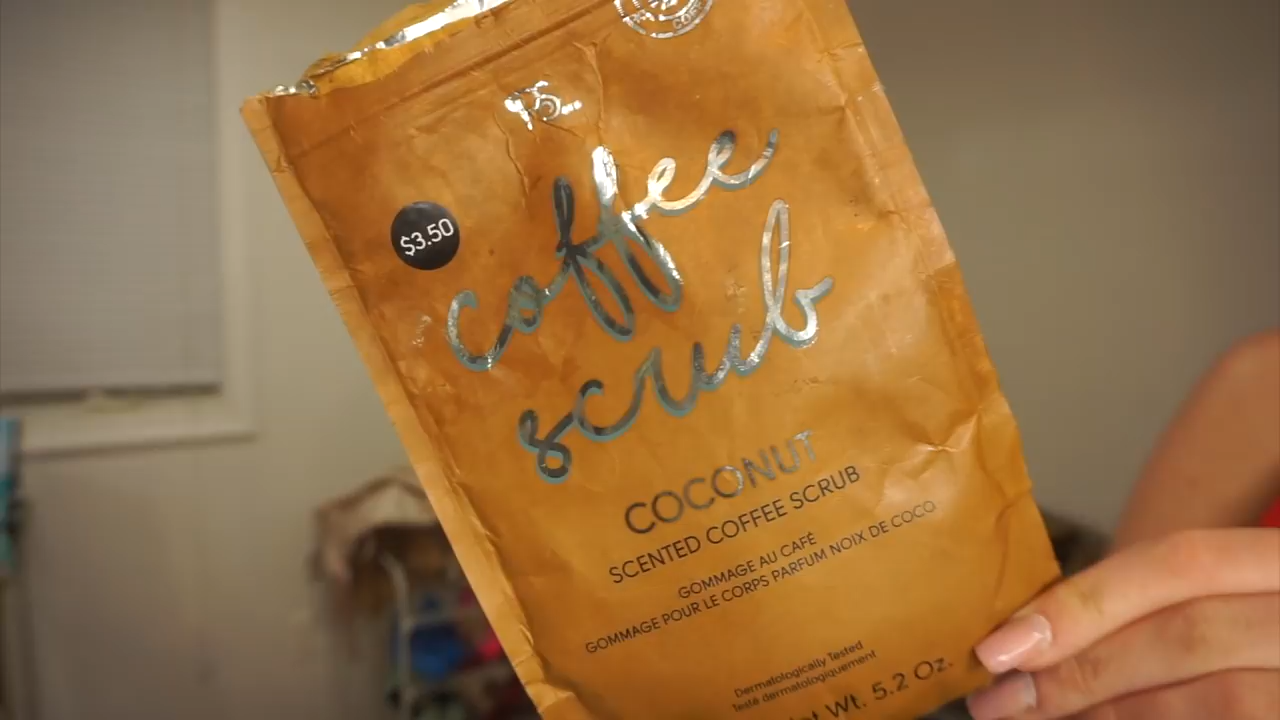 PS
$3.50
coffee
scrub
COCONUT
SCENTED COFFEE SCRUB
GOMMAGE AU CAFÉ
GOMMAGE POUR LE CORPS PARFUM NOIX DE COCO
Dermatologically Tested
Testé dermatologiquement
Wt. 5.2 Oz.